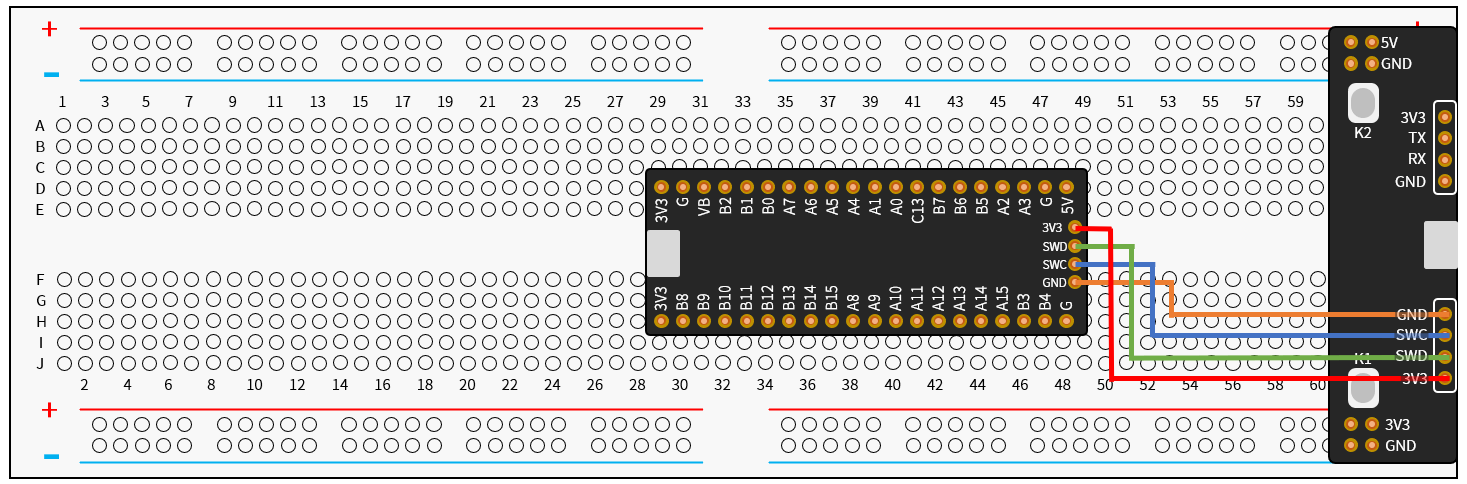 + +
5V
− GND
1 3 5 7 9 11 13 15 17 19 21 23 25 27 29 31 33 35 37 39 41 43 45 47 49 51 53 55 57 59
K2
3V3
TX
RX
GND
A
B
C
D
E
3V3 G VB B2 B1 B0 A7 A6 A5 A4 A1 A0 C13 B7 B6 B5 A2 A3 G 5V
3V3
SWD
SWC
GND
3V3 B8 B9 B10 B11 B12 B13 B14 B15 A8 A9 A10 A11 A12 A13 A14 A15 B3 B4 G
F
G
H
I
J
GND
SWC
SWD
3V3
K1
2 4 6 8 10 12 14 16 18 20 22 24 26 28 30 32 34 36 38 40 42 44 46 48 50 52 54 56 58 60
+
3V3
− GND